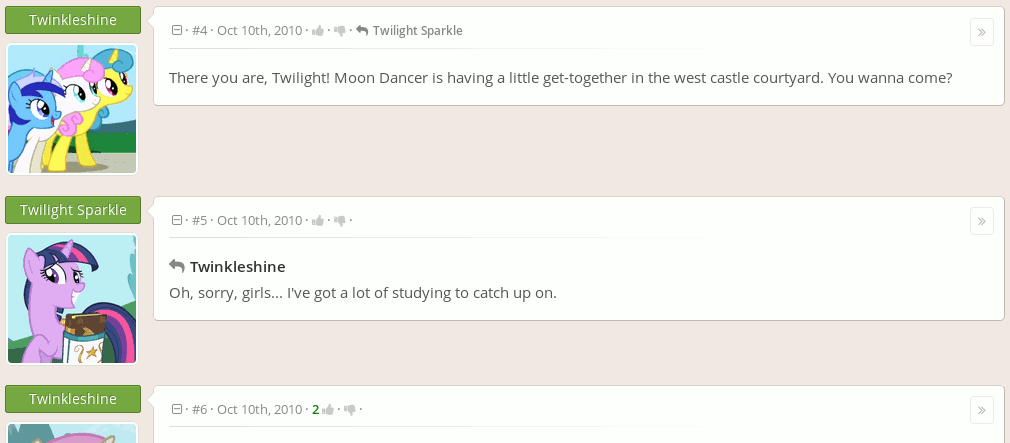 Twinkleshine
· #4 · Oct 10th, 2010 · · · Twilight Sparkle
»
There you are, Twilight! Moon Dancer is having a little get-together in the west castle courtyard. You wanna come?
Twilight Sparkle
· #5 · Oct 10th, 2010 · · ·
»
Twinkleshine
Oh, sorry, girls... I've got a lot of studying to catch up on.
Twinkleshine
· #6 · Oct 10th, 2010 · 2 · ·
»